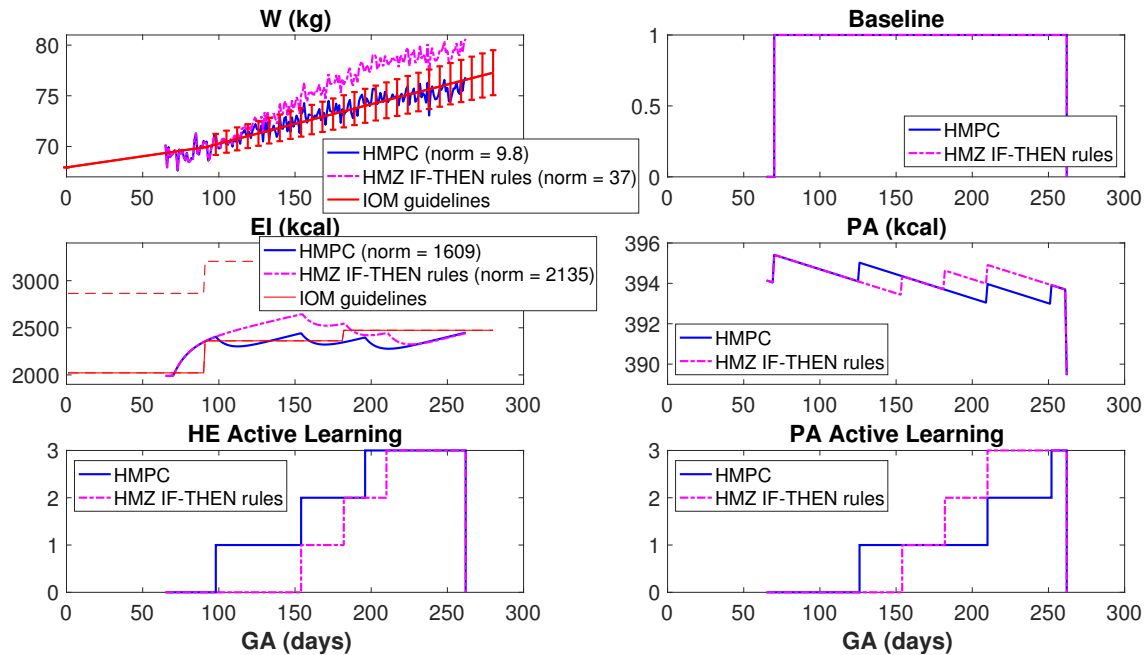 W (kg)
80
75
70
0 50 100 150 200 250 300
HMPC (norm = 9.8)
HMZ IF-THEN rules (norm = 37)
IOM guidelines
Baseline
1
0.5
0
0 50 100 150 200 250 300
HMPC
HMZ IF-THEN rules
EI (kcal)
3000
2500
2000
0 50 100 150 200 250 300
HMPC (norm = 1609)
HMZ IF-THEN rules (norm = 2135)
IOM guidelines
PA (kcal)
396
394
392
390
0 50 100 150 200 250 300
HMPC
HMZ IF-THEN rules
HE Active Learning
3
2
1
0
0 50 100 150 200 250 300
GA (days)
HMPC
HMZ IF-THEN rules
PA Active Learning
3
2
1
0
0 50 100 150 200 250 300
GA (days)
HMPC
HMZ IF-THEN rules